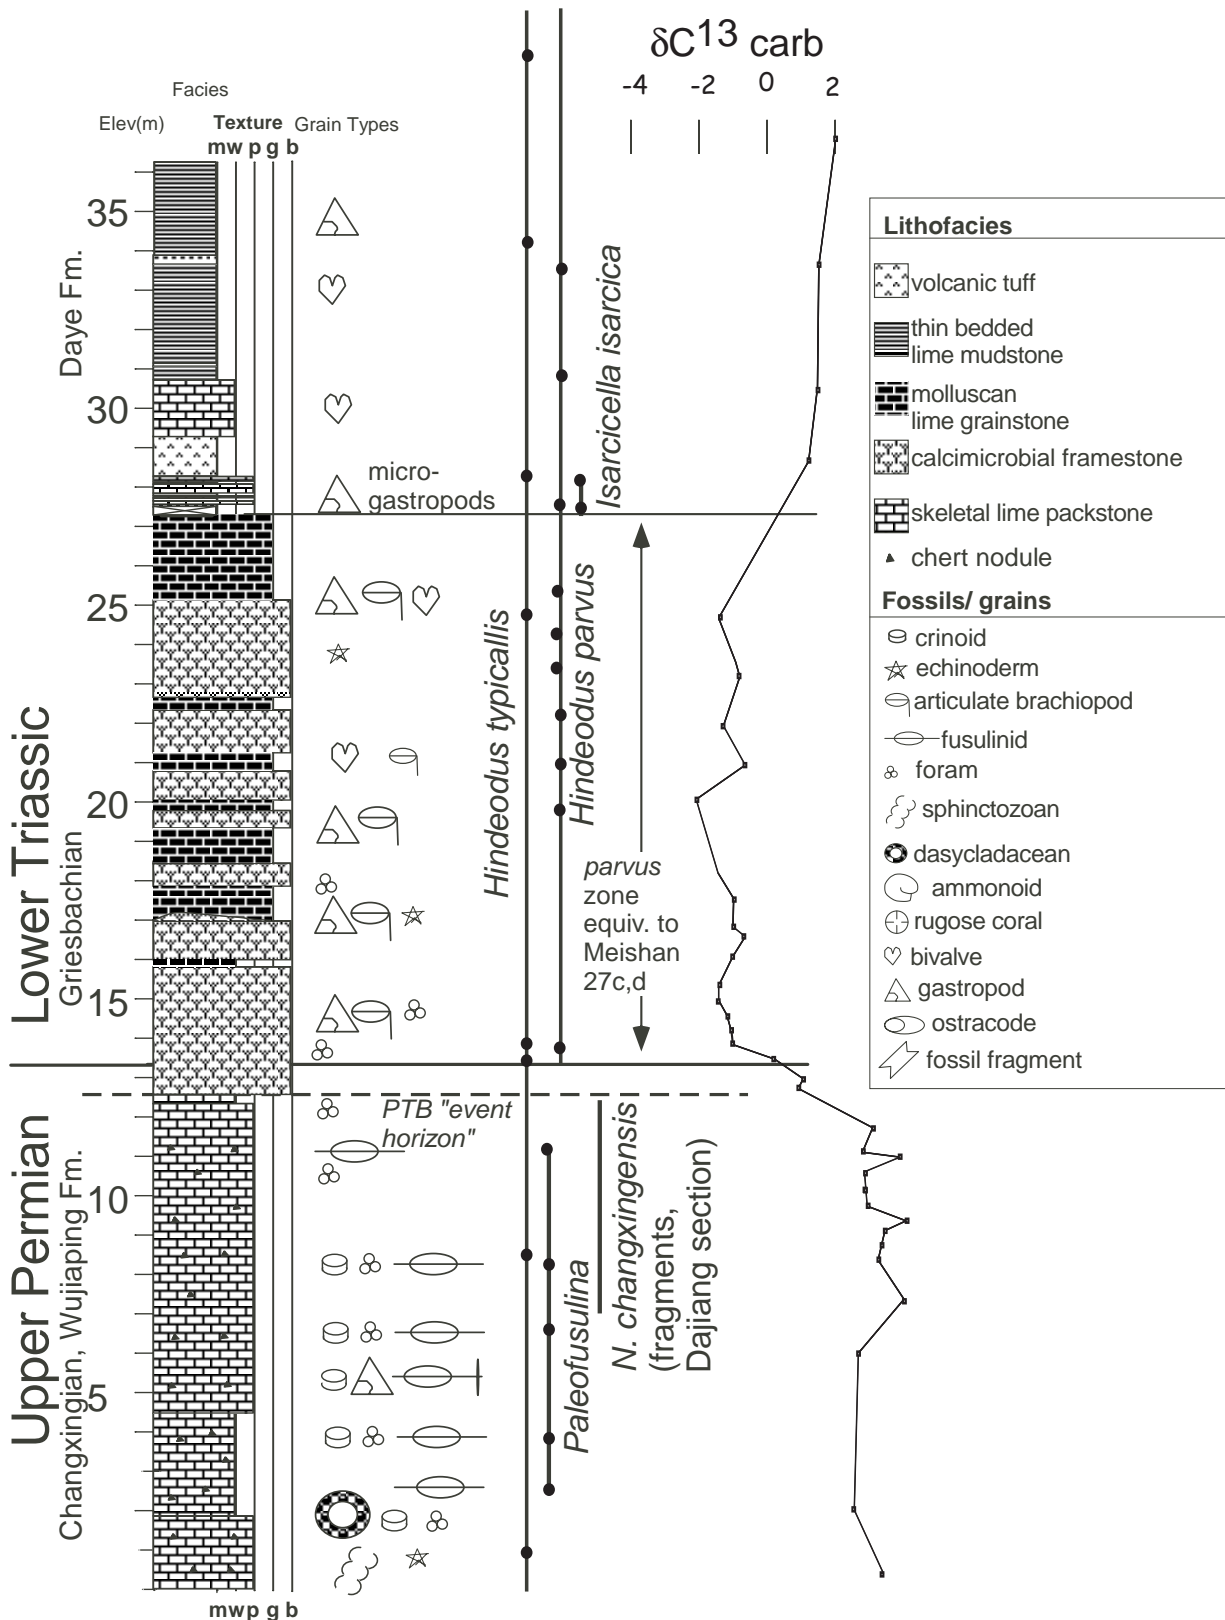 δC13 carb
-4 -2 0 2
Facies
Elev(m) Texture Grain Types
mw p g b
35
30
25
20
15
10
5
Daye Fm.
Lower Triassic
Griesbachian
Upper Permian
Changxingian, Wujiaping Fm.
micro-
gastropods
Isarcicella isarcica
Hindeodus typicallis
Hindeodus parvus
parvus
zone
equiv. to
Meishan
27c,d
PTB "event
horizon"
Paleofusulina
N. changxingensis
(fragments,
Dajiang section)
mwp g b
Lithofacies
volcanic tuff
thin bedded
lime mudstone
molluscan
lime grainstone
calcimicrobial framestone
skeletal lime packstone
chert nodule
Fossils/ grains
crinoid
echinoderm
articulate brachiopod
fusulinid
foram
sphinctozoan
dasycladacean
ammonoid
rugose coral
bivalve
gastropod
ostracode
fossil fragment